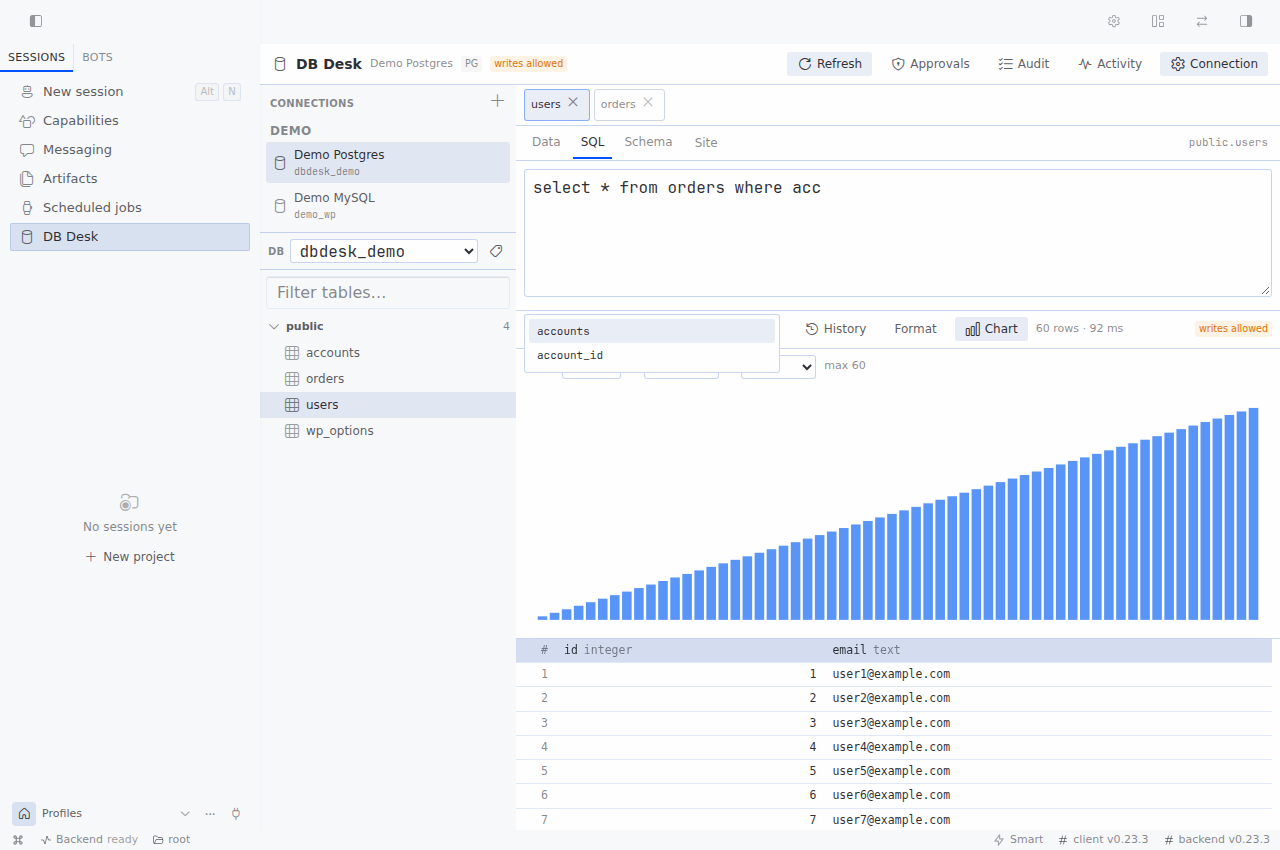 SESSIONS BOTS
New session Alt N
Capabilities
Messaging
Artifacts
Scheduled jobs
DB Desk
No sessions yet
New project
Profiles
DB Desk Demo Postgres PG writes allowed Refresh Approvals Audit Activity Connection
CONNECTIONS
DEMO
Demo Postgres
dbdesk_demo
Demo MySQL
demo_wp
DB dbdesk_demo
Filter tables...
public 4
accounts
orders
users
wp_options
users orders
Data SQL Schema Site public.users
select * from orders where acc
accounts
account_id
History Format Chart 60 rows · 92 ms writes allowed
max 60
# id integer email text
1 1 user1@example.com
2 2 user2@example.com
3 3 user3@example.com
4 4 user4@example.com
5 5 user5@example.com
6 6 user6@example.com
7 7 user7@example.com
Backend ready root Smart # client v0.23.3 # backend v0.23.3